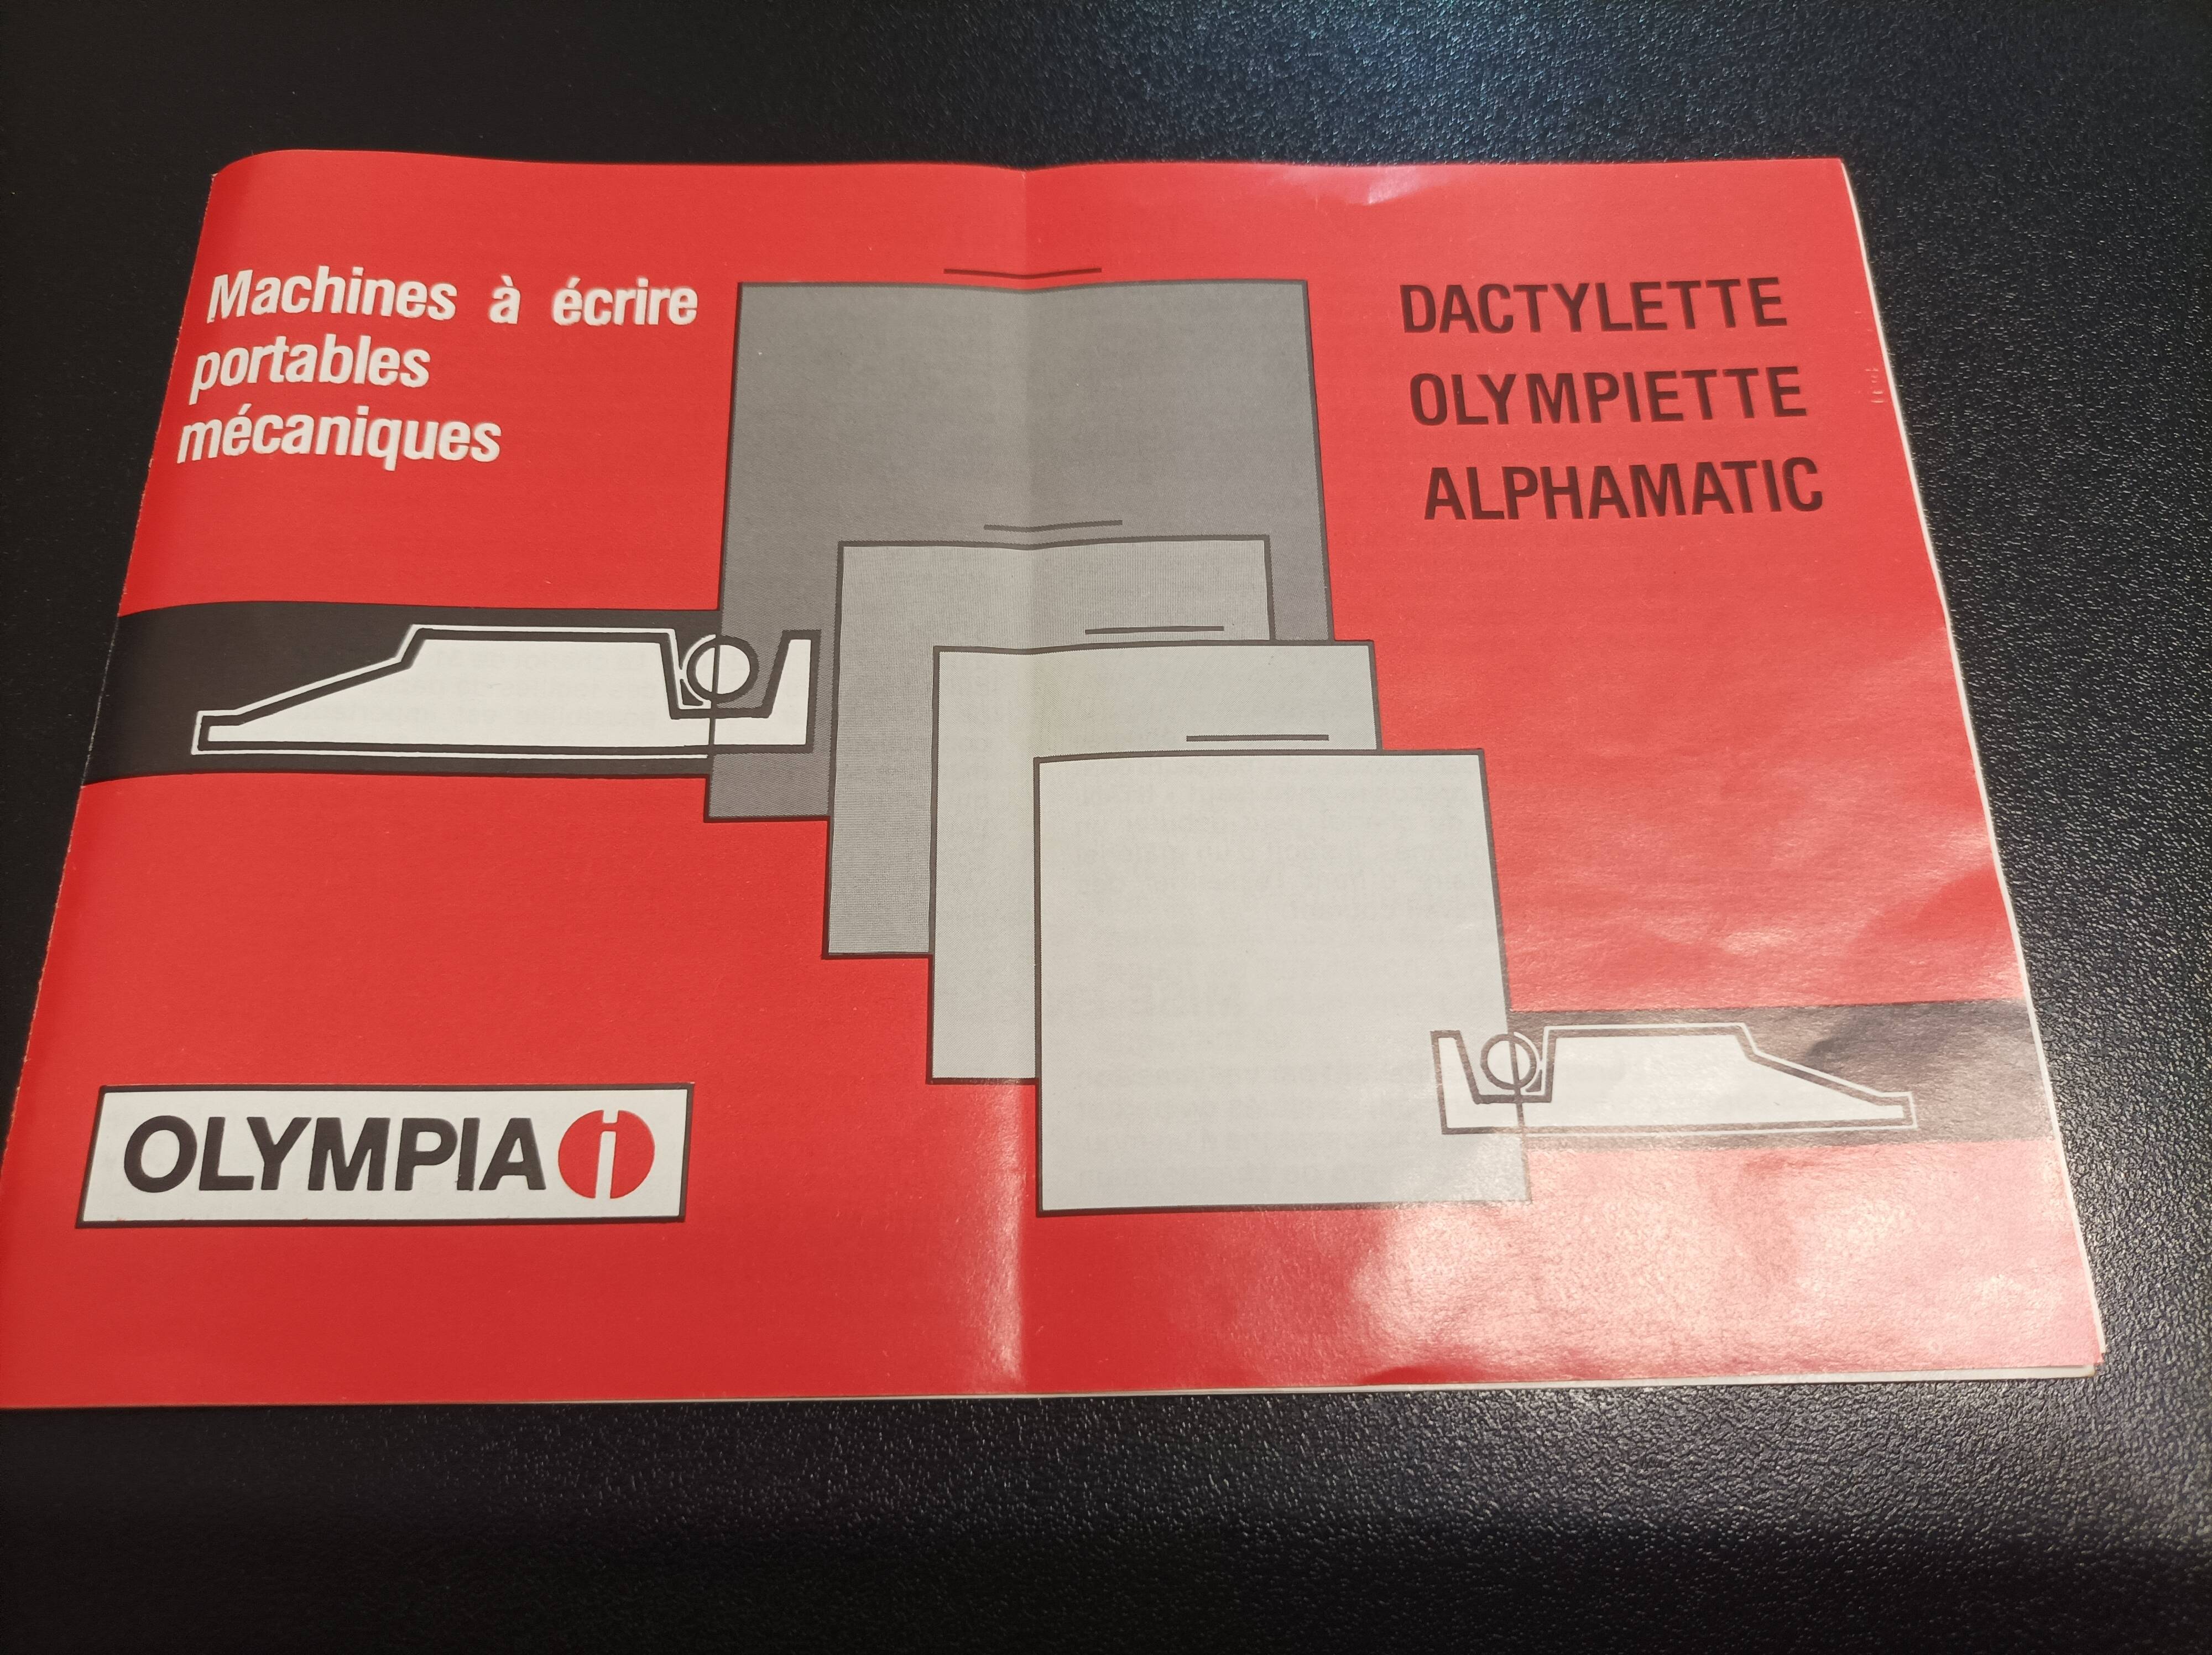 Machines à écrire
portables
mécaniques
DACTYLETTE
OLYMPIETTE
ALPHAMATIC
OLYMPIA